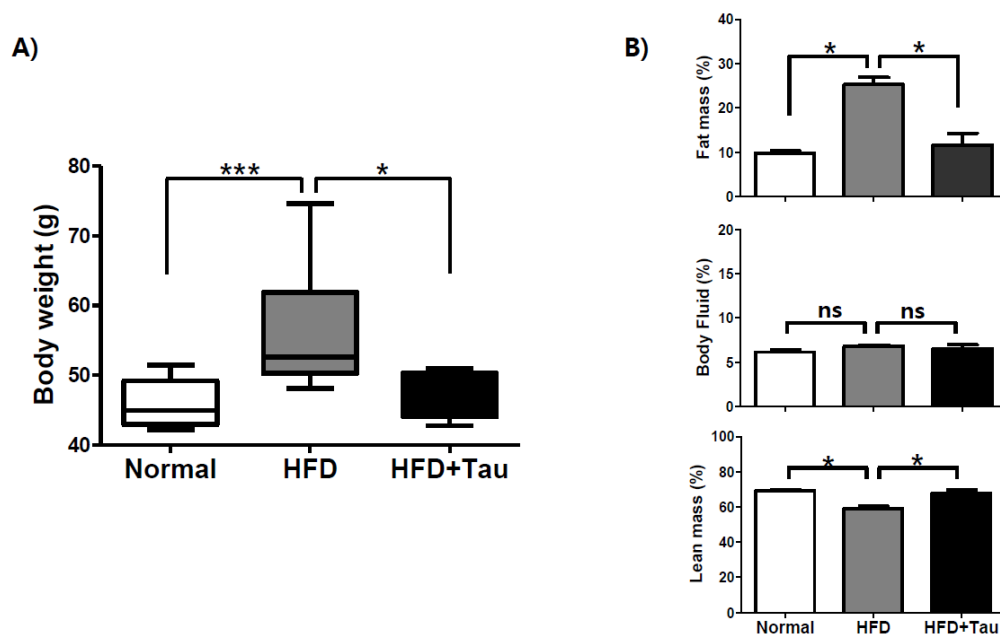 A)
Body weight (g)
80
70
60
50
40
***
*
Normal HFD HFD+Tau
B)
Fat mass (%)
40
30
20
10
0
* *
Body Fluid (%)
20
15
10
5
0
ns ns
Lean mass (%)
100
80
60
40
20
0
* *
Normal HFD HFD+Tau